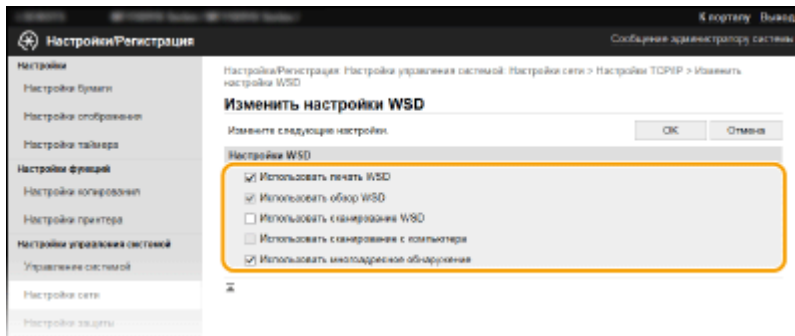 К порталу Выход
Настройки/Регистрация
Сообщение администратору системы
Настройки
Настройки бумаги
Настройки отображения
Настройки таймера
Настройки функций
Настройки копирования
Настройки принтера
Настройки управления системой
Управление системой
Настройки сети
Настройки защиты
Настройки/Регистрация: Настройки управления системой: Настройки сети > Настройки TCP/IP > Изменить
настройки WSD
Изменить настройки WSD
Измените следующие настройки.
OK Отмена
Настройки WSD
Использовать печать WSD
Использовать обзор WSD
Использовать сканирование WSD
Использовать сканирование с компьютера
Использовать многоадресное обнаружение